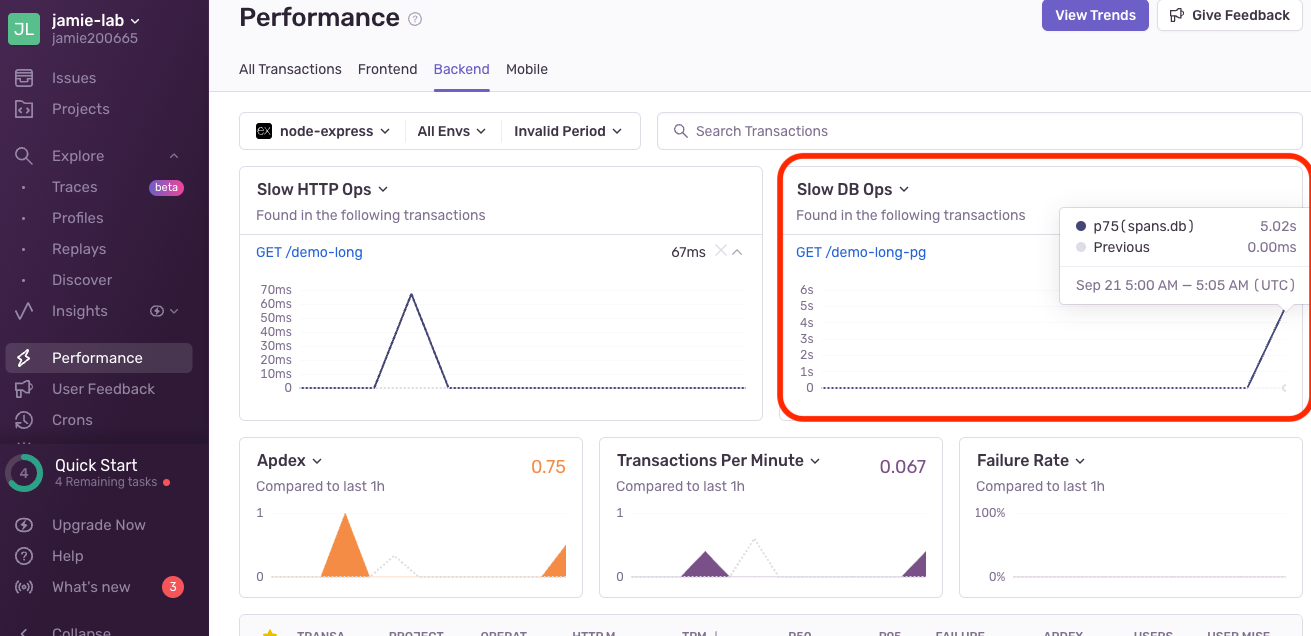 JL
jamie-lab
jamie200665
Issues
Projects
Explore
Traces beta
Profiles
Replays
Discover
Insights
Performance
User Feedback
Crons
4
Quick Start
4 Remaining tasks
Upgrade Now
Help
What's new 3
Collapse
Performance ?
View Trends
Give Feedback
All Transactions Frontend Backend Mobile
ex node-express All Envs Invalid Period
Search Transactions
Slow HTTP Ops
Found in the following transactions
GET /demo-long 67ms
70ms
60ms
50ms
40ms
30ms
20ms
10ms
0
Slow DB Ops
Found in the following transactions
GET /demo-long-pg
p75(spans.db) 5.02s
Previous 0.00ms
Sep 21 5:00 AM — 5:05 AM (UTC)
6s
5s
4s
3s
2s
1s
0
Apdex 0.75
Compared to last 1h
1
0
Transactions Per Minute 0.067
Compared to last 1h
1
0
Failure Rate
Compared to last 1h
100%
0%
TRANSA PROJECT OPERAT HTTP M TPM ↓ P50 P95 FAILURE APDEX USERS USER MISE